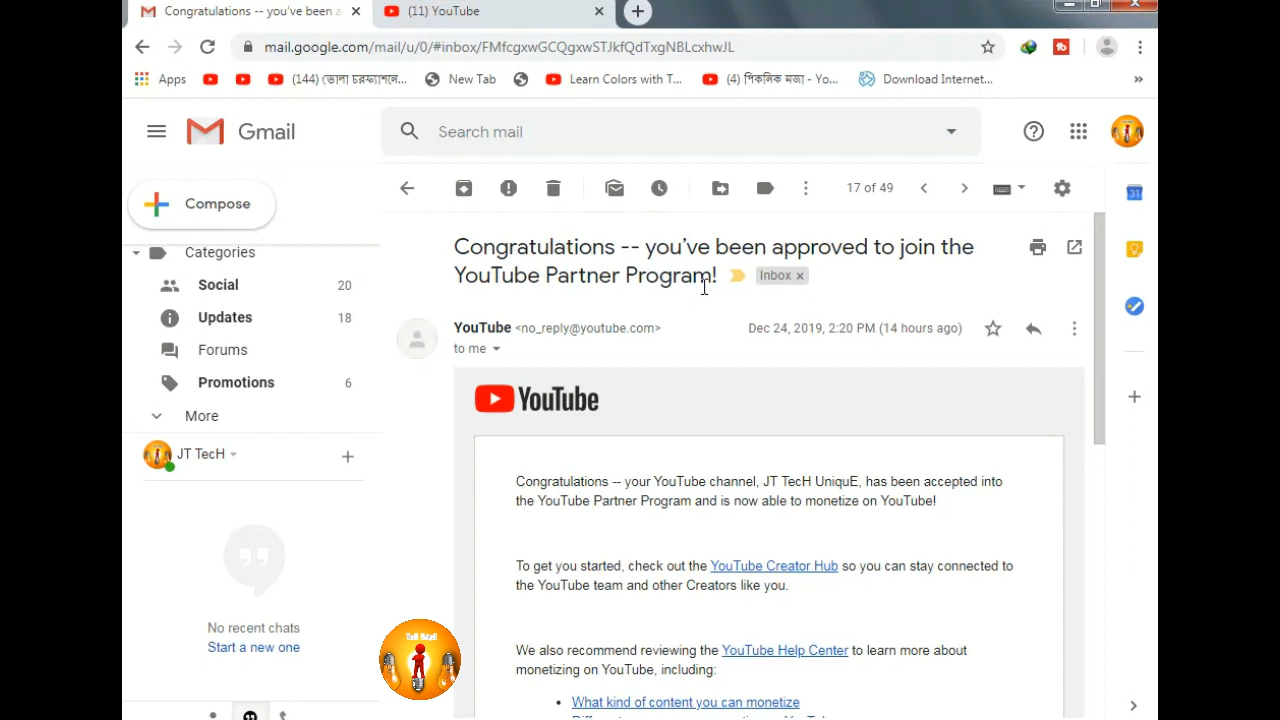 Congratulations -- you've been a
(11) YouTube
mail.google.com/mail/u/0/#inbox/FMfcgxwGCQgxwSTJkfQdTxgNBLcxhwJL
Apps
(144) ভোলা চরফ্যাশনে...
New Tab
Learn Colors with T...
(4) পিকনিক মজা - Yo...
Download Internet...
»
Gmail
Search mail
Compose
17 of 49
31
Categories
Social 20
Updates 18
Forums
Promotions 6
More
JT TecH
No recent chats
Start a new one
Congratulations -- you’ve been approved to join the
YouTube Partner Program!
Inbox x
YouTube <no_reply@youtube.com>
Dec 24, 2019, 2:20 PM (14 hours ago)
to me
YouTube
Congratulations -- your YouTube channel, JT TecH UniquE, has been accepted into
the YouTube Partner Program and is now able to monetize on YouTube!
To get you started, check out the YouTube Creator Hub so you can stay connected to
the YouTube team and other Creators like you.
We also recommend reviewing the YouTube Help Center to learn more about
monetizing on YouTube, including:
• What kind of content you can monetize